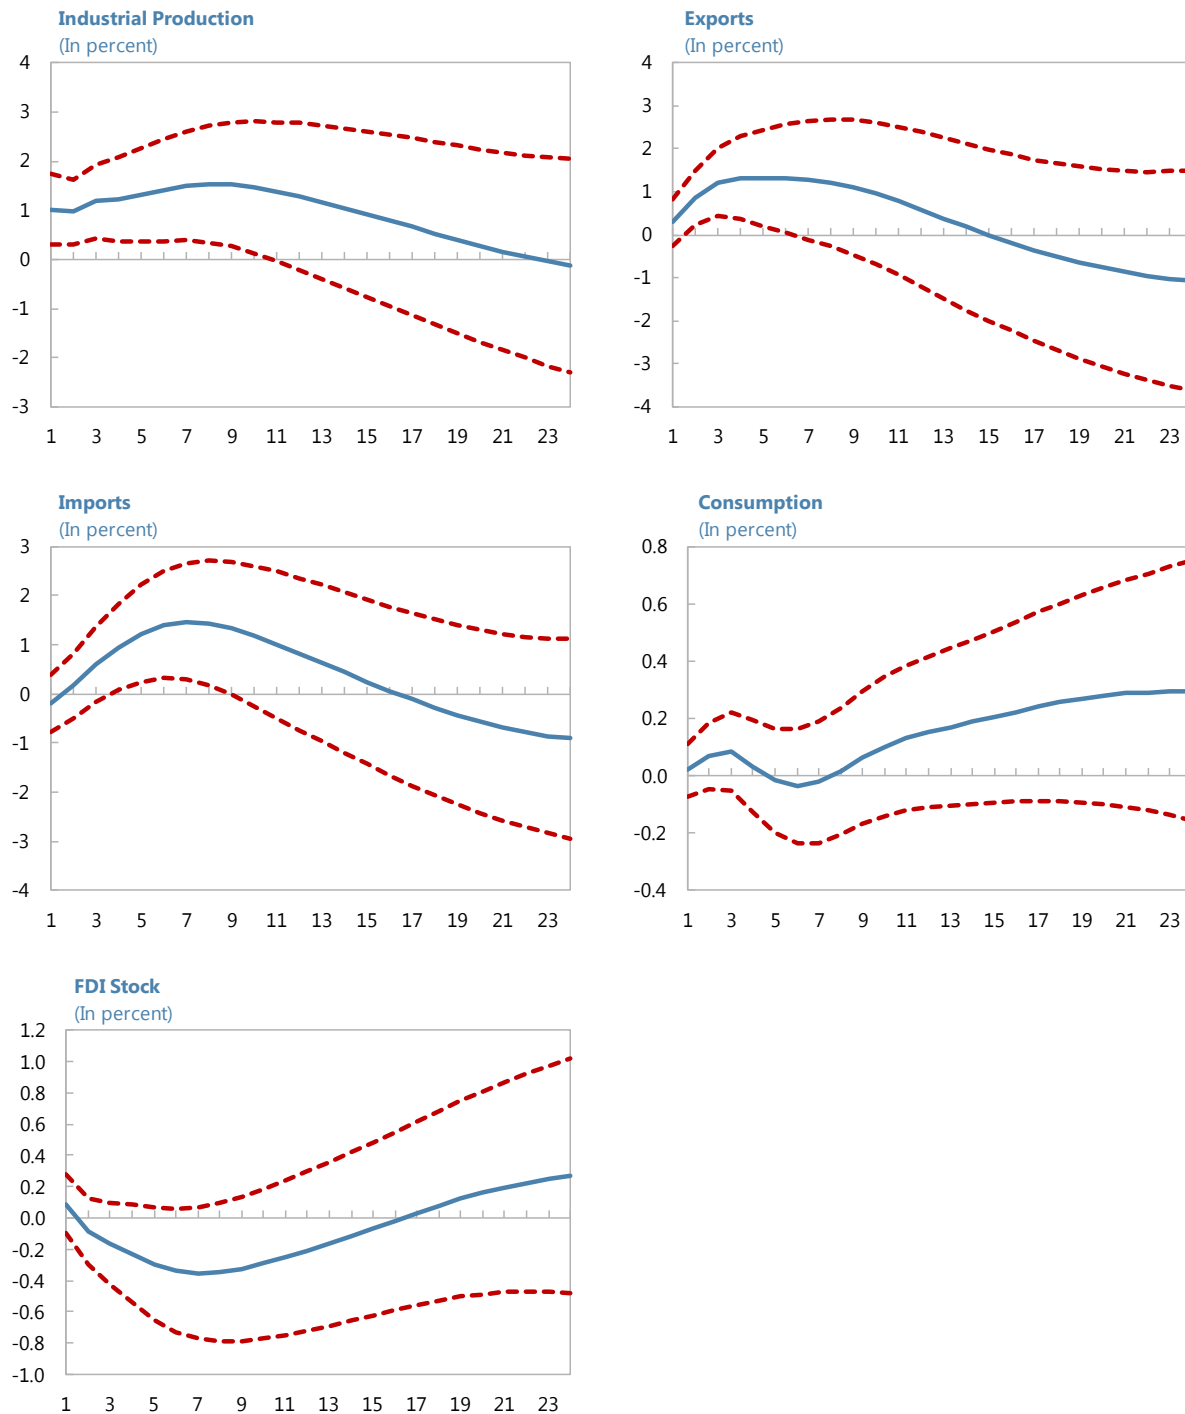 Industrial Production
(In percent)
4
3
2
1
0
-1
-2
-3
1 3 5 7 9 11 13 15 17 19 21 23
Exports
(In percent)
4
3
2
1
0
-1
-2
-3
-4
1 3 5 7 9 11 13 15 17 19 21 23
Imports
(In percent)
3
2
1
0
-1
-2
-3
-4
1 3 5 7 9 11 13 15 17 19 21 23
Consumption
(In percent)
0.8
0.6
0.4
0.2
0.0
-0.2
-0.4
1 3 5 7 9 11 13 15 17 19 21 23
FDI Stock
(In percent)
1.2
1.0
0.8
0.6
0.4
0.2
0.0
-0.2
-0.4
-0.6
-0.8
-1.0
1 3 5 7 9 11 13 15 17 19 21 23